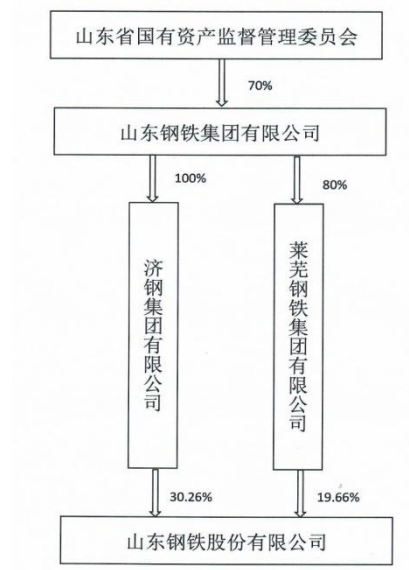 山东省国有资产监督管理委员会
70%
山东钢铁集团有限公司
100%
80%
济钢集团有限公司
莱芜钢铁集团有限公司
30.26%
19.66%
山东钢铁股份有限公司